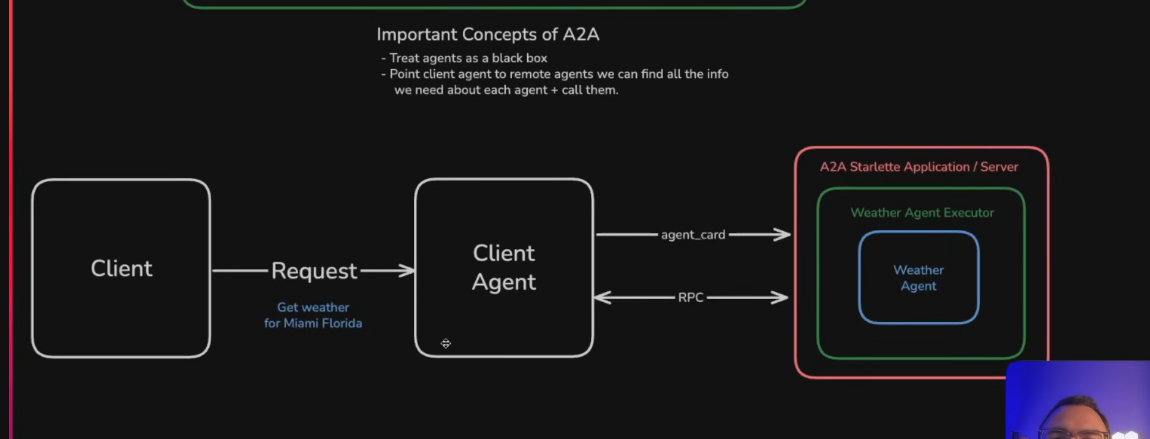 Important Concepts of A2A
- Treat agents as a black box
- Point client agent to remote agents we can find all the info
we need about each agent + call them.
Client
Request
Get weather
for Miami Florida
Client
Agent
agent_card
RPC
A2A Starlette Application / Server
Weather Agent Executor
Weather
Agent